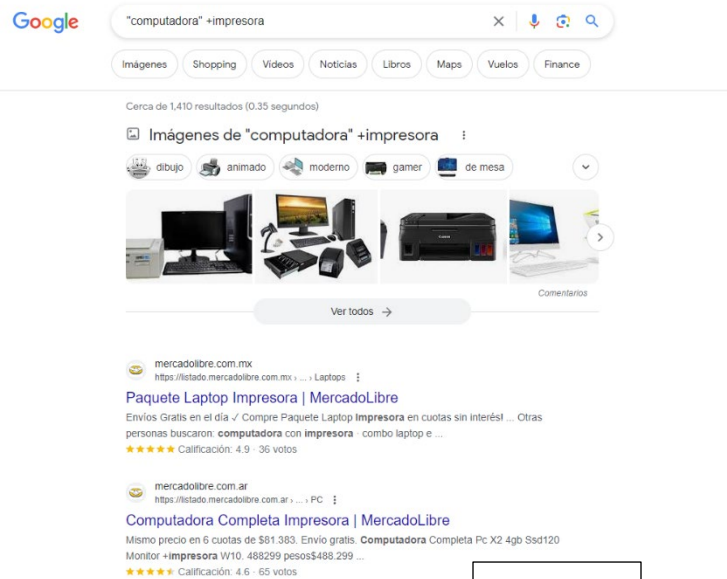 Google
"computadora" +impresora
Imágenes
Shopping
Videos
Noticias
Libros
Maps
Vuelos
Finance
Cerca de 1,410 resultados (0.35 segundos)
Imágenes de "computadora" +impresora
dibujo
animado
moderno
gamer
de mesa
Comentarios
Ver todos →
mercadolibre.com.mx
https://listado.mercadolibre.com.mx › ... › Laptops
Paquete Laptop Impresora | MercadoLibre
Envíos Gratis en el día ✓ Compre Paquete Laptop Impresora en cuotas sin interés! ... Otras
personas buscaron: computadora con impresora · combo laptop e ...
★★★★★ Calificación: 4.9 · 36 votos
mercadolibre.com.ar
https://listado.mercadolibre.com.ar › ... › PC
Computadora Completa Impresora | MercadoLibre
Mismo precio en 6 cuotas de $81.383. Envío gratis. Computadora Completa Pc X2 4gb Ssd120
Monitor +impresora W10. 488299 pesos$488.299 ...
★★★★★ Calificación: 4.6 · 65 votos